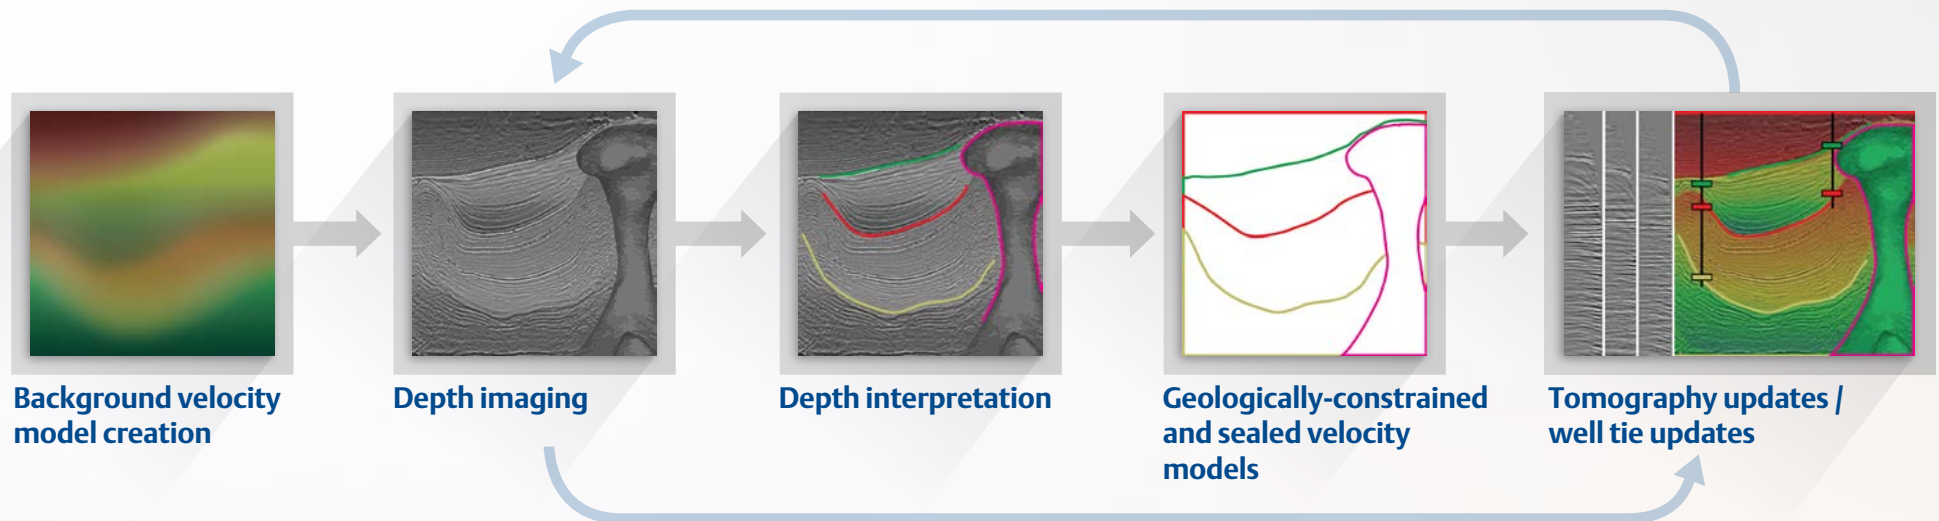 Background velocity
model creation
Depth imaging
Depth interpretation
Geologically-constrained
and sealed velocity
models
Tomography updates /
well tie updates